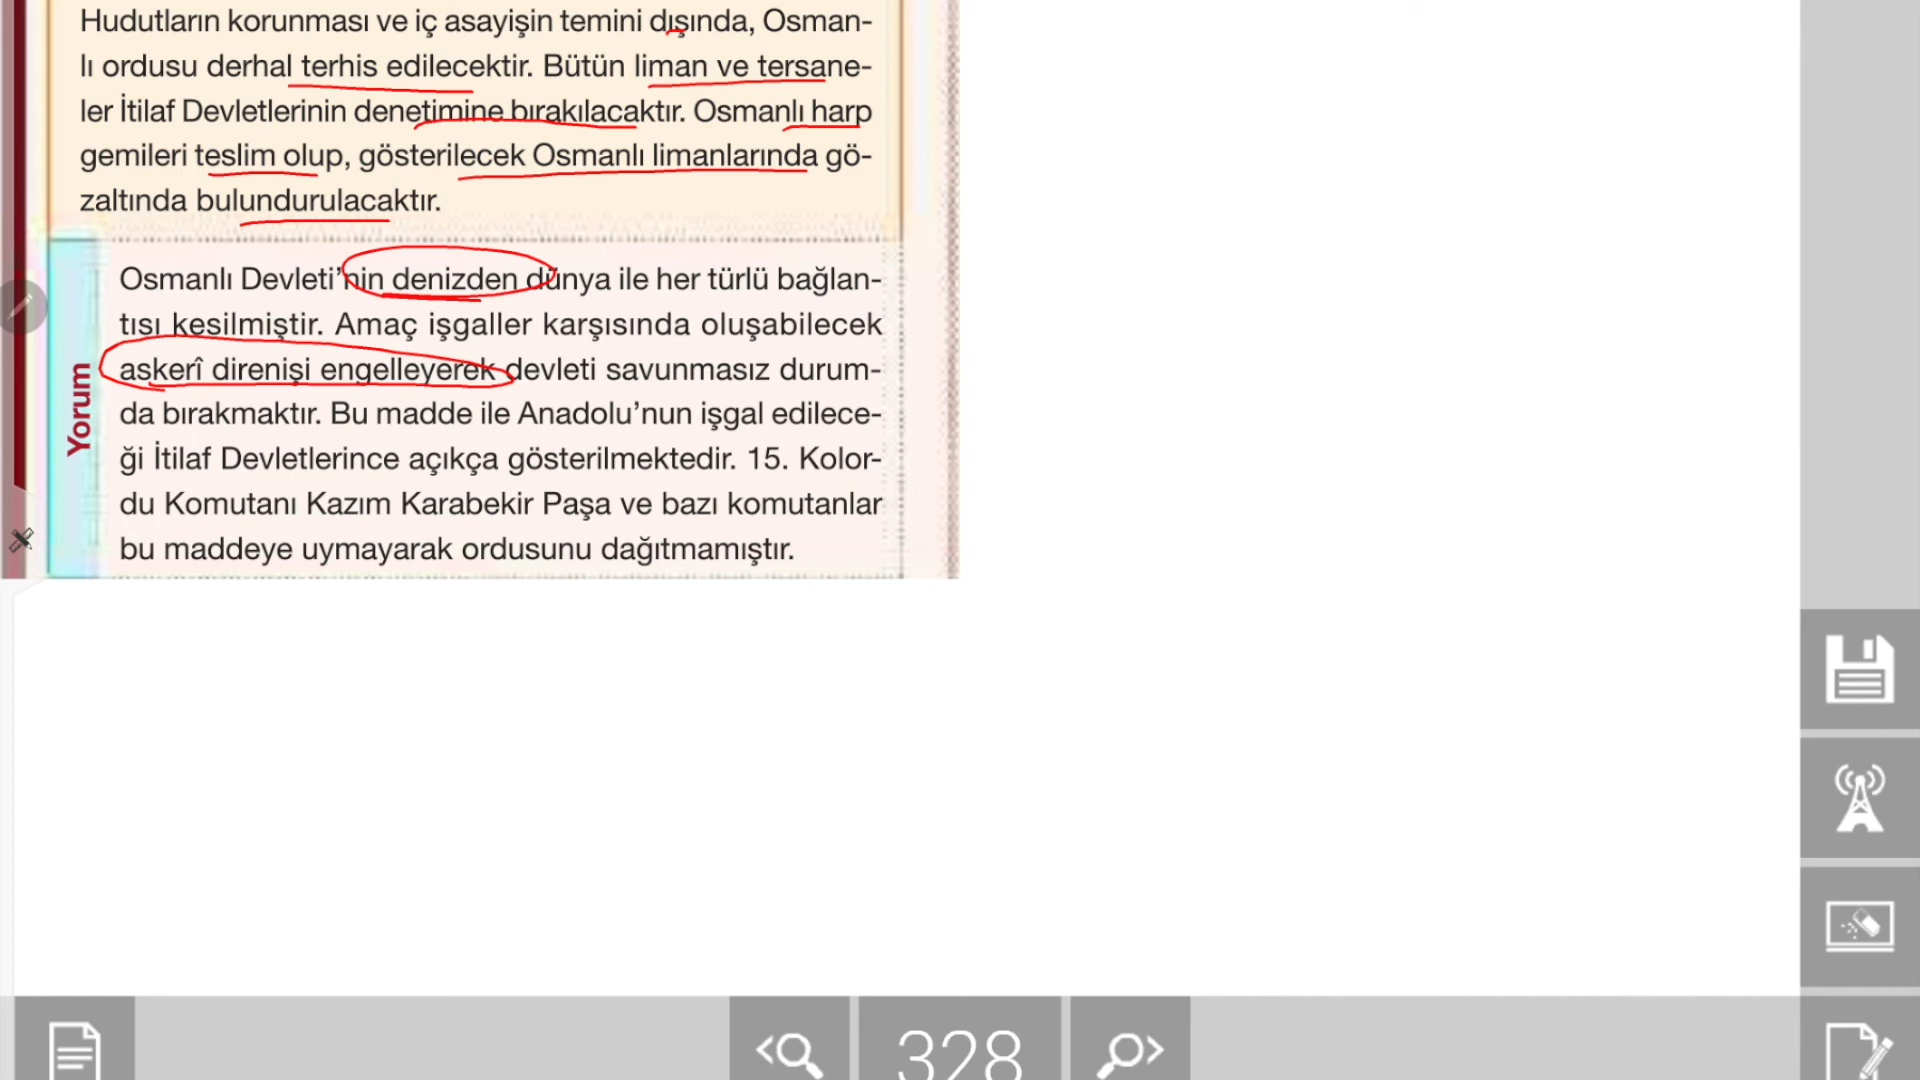 Hudutların korunması ve iç asayişin temini dışında, Osman-
lı ordusu derhal terhis edilecektir. Bütün liman ve tersane-
ler İtilaf Devletlerinin denetimine bırakılacaktır. Osmanlı harp
gemileri teslim olup, gösterilecek Osmanlı limanlarında gö-
zaltında bulundurulacaktır.
Yorum
Osmanlı Devleti'nin denizden dünya ile her türlü bağlan-
tısı kesilmiştir. Amaç işgaller karşısında oluşabilecek
askerî direnişi engelleyerek devleti savunmasız durum-
da bırakmaktır. Bu madde ile Anadolu'nun işgal edilece-
ği İtilaf Devletlerince açıkça gösterilmektedir. 15. Kolor-
du Komutanı Kazım Karabekir Paşa ve bazı komutanlar
bu maddeye uymayarak ordusunu dağıtmamıştır.
328